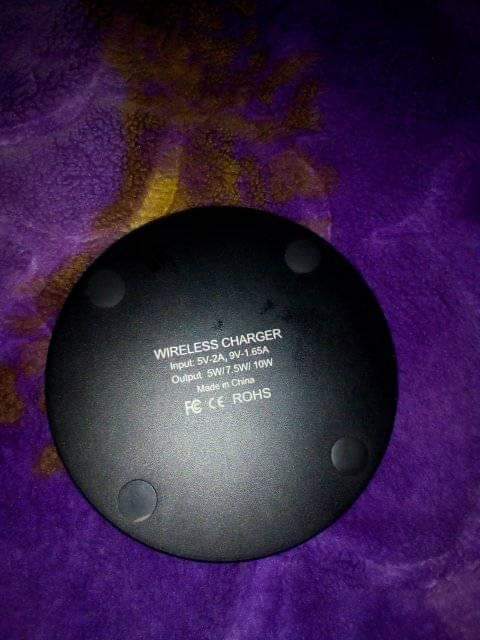 WIRELESS CHARGER
Input: 5V-2A, 9V-1.65A
Output 5W/7.5W/ 10W
Made in China
FC CE ROHS